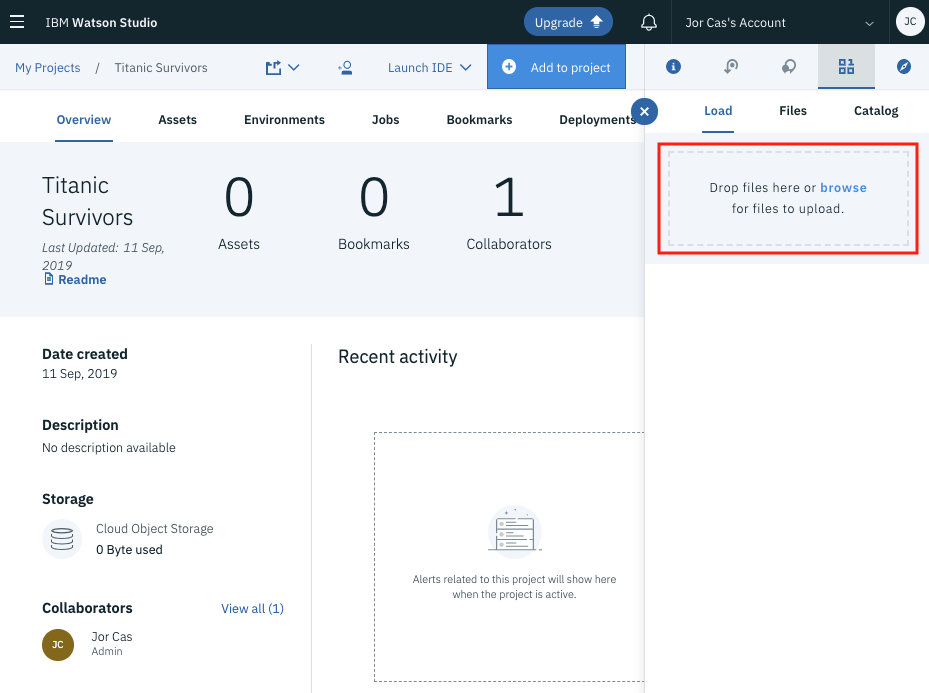 IBM Watson Studio
Upgrade
Jor Cas's Account
JC
My Projects / Titanic Survivors
Launch IDE
Add to project
Overview
Assets
Environments
Jobs
Bookmarks
Deployments
Load
Files
Catalog
Drop files here or browse
for files to upload.
Titanic
Survivors
Last Updated: 11 Sep,
2019
Readme
0
Assets
0
Bookmarks
1
Collaborators
Date created
11 Sep, 2019
Description
No description available
Storage
Cloud Object Storage
0 Byte used
Collaborators
View all (1)
JC
Jor Cas
Admin
Recent activity
Alerts related to this project will show here
when the project is active.